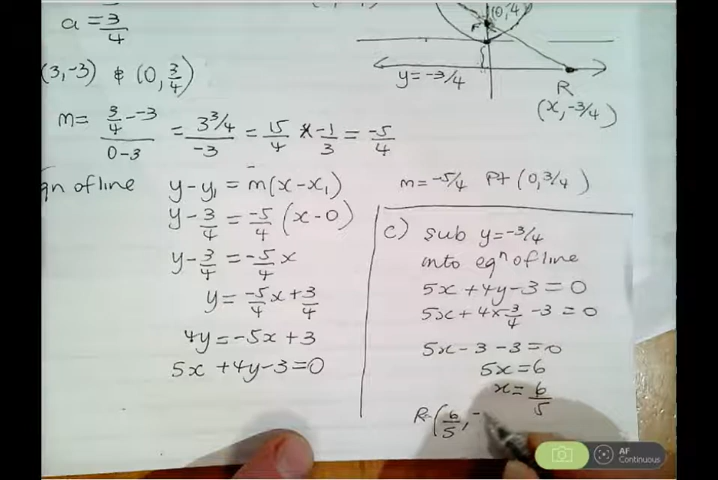 a = 3/4
(0, 4)
F
y = -3/4
R
(x, -3/4)
(3, -3) & (0, 3/4)
m = (3/4 - -3)/(0-3) = (3 3/4)/(-3) = 15/4 × -1/3 = -5/4
Eqn of line y - y₁ = m(x - x₁) m = -5/4 Pt (0, 3/4)
y - 3/4 = -5/4 (x - 0)
y - 3/4 = -5/4 x
y = -5/4 x + 3/4
4y = -5x + 3
5x + 4y - 3 = 0
c) sub y = -3/4
into eqⁿ of line
5x + 4y - 3 = 0
5x + 4 × -3/4 - 3 = 0
5x - 3 - 3 = 0
5x = 6
x = 6/5
R = (6/5, -
AF
Continuous